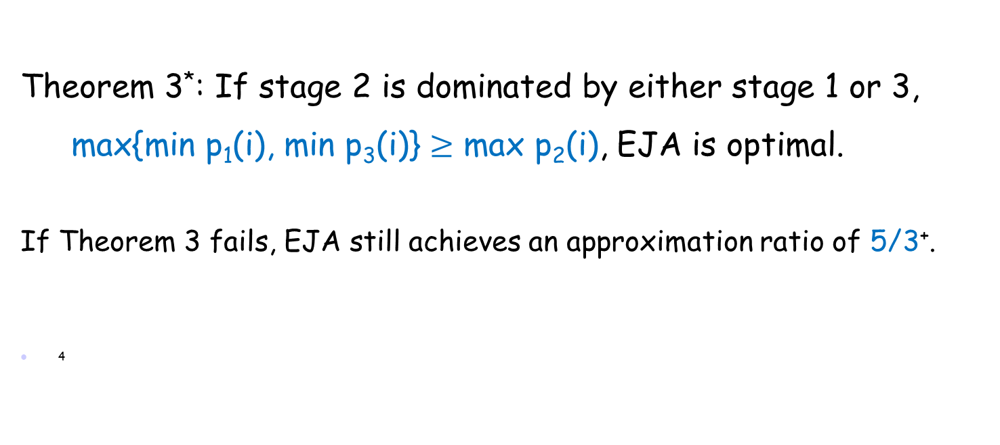 Theorem 3*: If stage 2 is dominated by either stage 1 or 3,
max{min p₁(i), min p₃(i)} ≥ max p₂(i), EJA is optimal.
If Theorem 3 fails, EJA still achieves an approximation ratio of 5/3⁺.
• 4